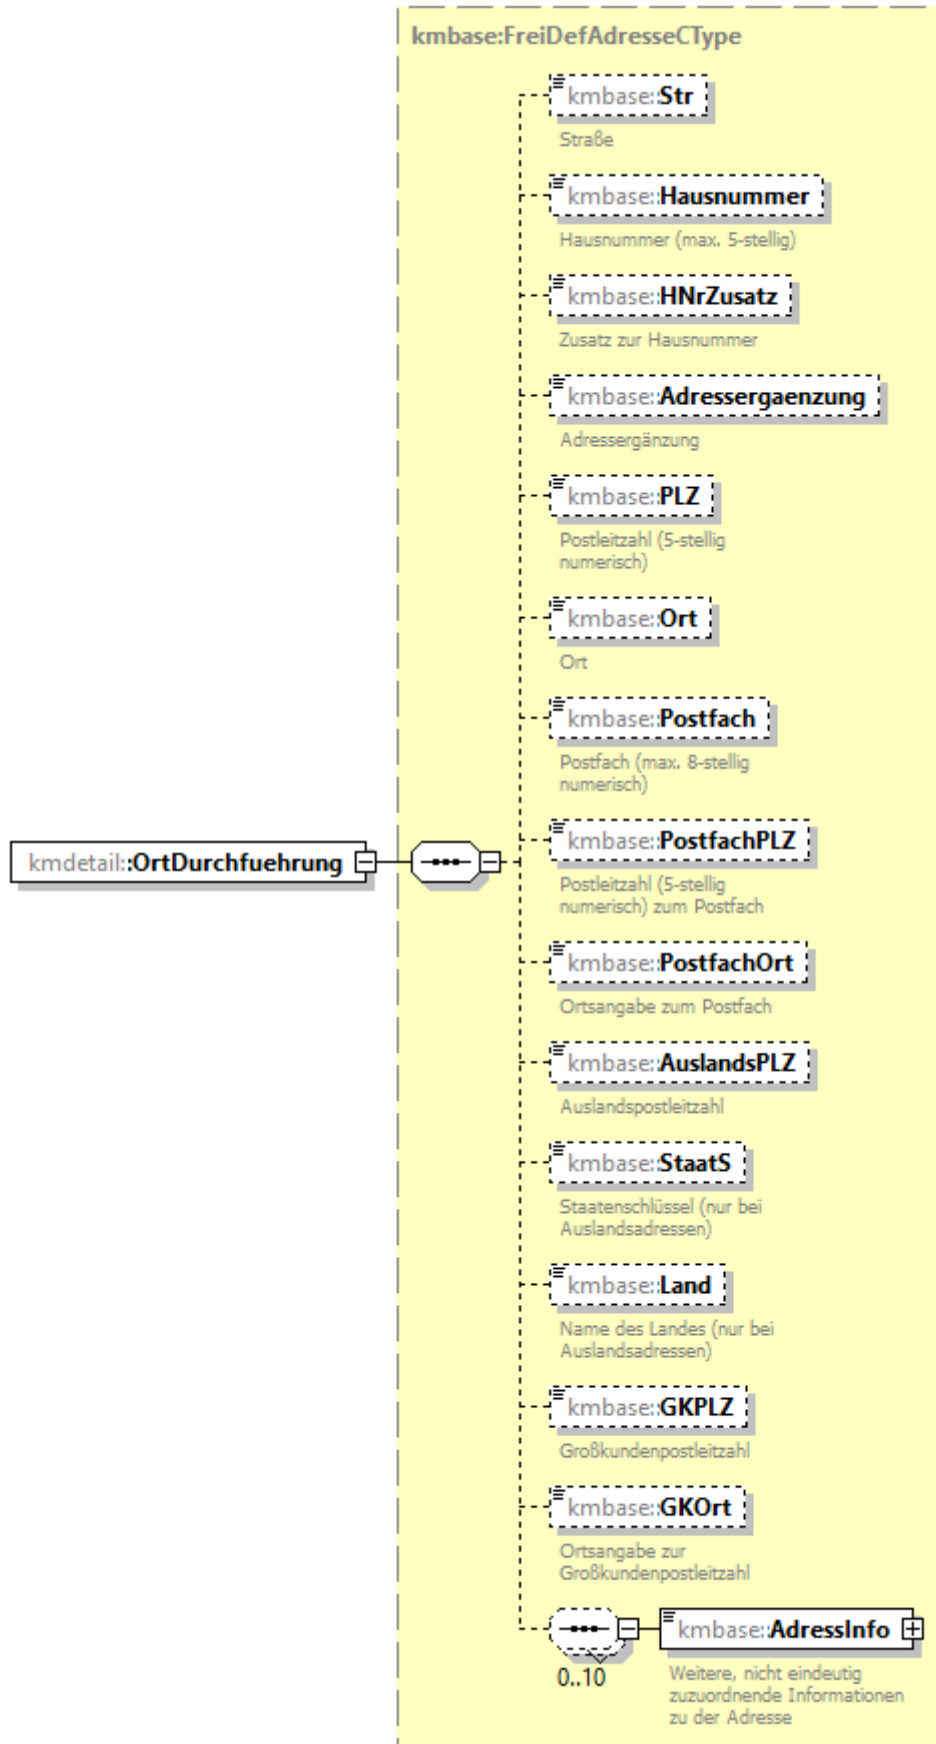 kmbase:FreiDefAdresseCType
kmbase::Str
Straße
kmbase::Hausnummer
Hausnummer (max. 5-stellig)
kmbase::HNrZusatz
Zusatz zur Hausnummer
kmbase::Adressergaenzung
Adressergänzung
kmbase::PLZ
Postleitzahl (5-stellig
numerisch)
kmbase::Ort
Ort
kmbase::Postfach
Postfach (max. 8-stellig
numerisch)
kmdetail::OrtDurchfuehrung
kmbase::PostfachPLZ
Postleitzahl (5-stellig
numerisch) zum Postfach
kmbase::PostfachOrt
Ortsangabe zum Postfach
kmbase::AuslandsPLZ
Auslandspostleitzahl
kmbase::StaatS
Staatenschlüssel (nur bei
Auslandsadressen)
kmbase::Land
Name des Landes (nur bei
Auslandsadressen)
kmbase::GKPLZ
Großkundenpostleitzahl
kmbase::GKOrt
Ortsangabe zur
Großkundenpostleitzahl
kmbase::AdressInfo
0..10
Weitere, nicht eindeutig
zuzuordnende Informationen
zu der Adresse